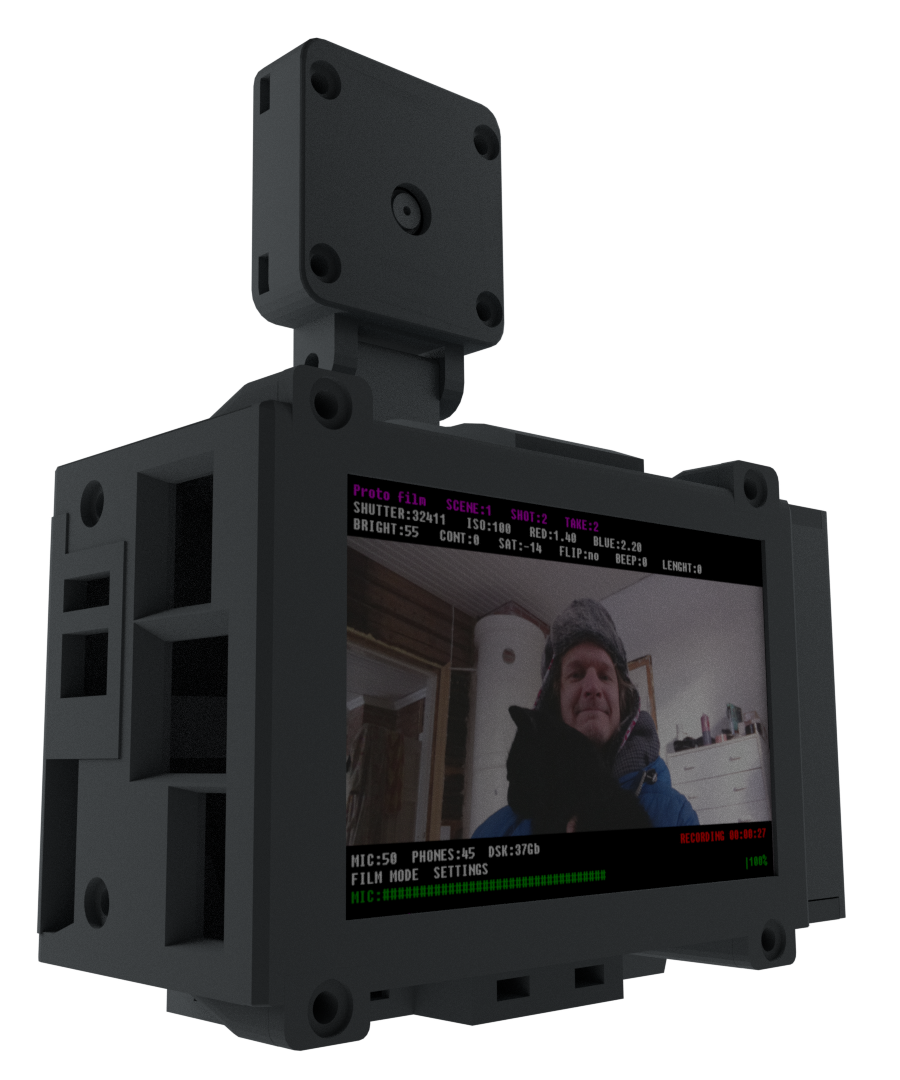 Proto film SCENE:1 SHOT:2 TAKE:2
SHUTTER:32411 ISO:100 RED:1.40 BLUE:2.20
BRIGHT:55 CONT:0 SAT:-14 FLIP:no BEEP:0 LENGHT:0
RECORDING 00:00:27
MIC:50 PHONES:45 DSK:37Gb
FILM MODE SETTINGS
|100%
MIC:##################################